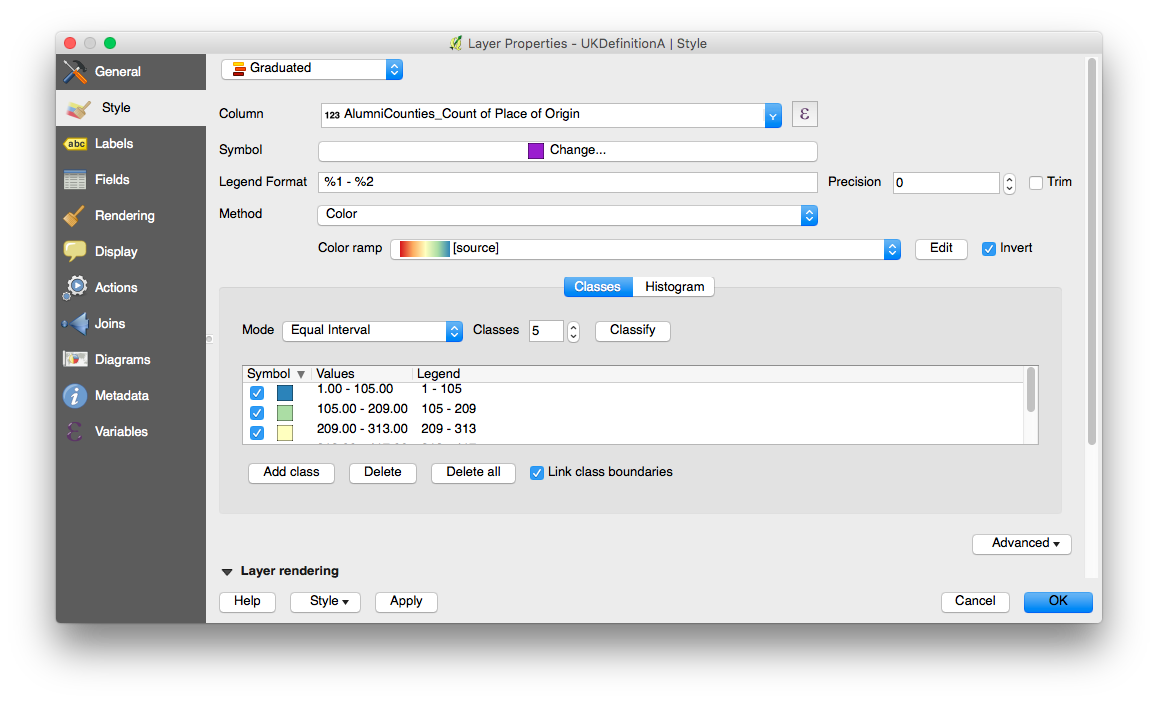 Layer Properties - UKDefinitionA | Style
General
Style
Labels
Fields
Rendering
Display
Actions
Joins
Diagrams
Metadata
Variables
Graduated
Column 123 AlumniCounties_Count of Place of Origin ε
Symbol Change...
Legend Format %1 - %2 Precision 0 Trim
Method Color
Color ramp [source] Edit Invert
Classes Histogram
Mode Equal Interval Classes 5 Classify
Symbol Values Legend
1.00 - 105.00 1 - 105
105.00 - 209.00 105 - 209
209.00 - 313.00 209 - 313
Add class Delete Delete all Link class boundaries
Advanced
Layer rendering
Help Style Apply Cancel OK